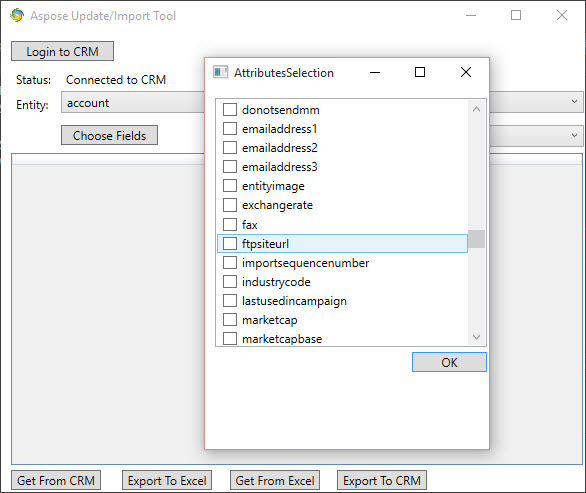 Aspose Update/Import Tool
Login to CRM
Status: Connected to CRM
Entity: account
Choose Fields
AttributesSelection
donotsendmm
emailaddress1
emailaddress2
emailaddress3
entityimage
exchangerate
fax
ftpsiteurl
importsequencenumber
industrycode
lastusedincampaign
marketcap
marketcapbase
OK
Get From CRM
Export To Excel
Get From Excel
Export To CRM